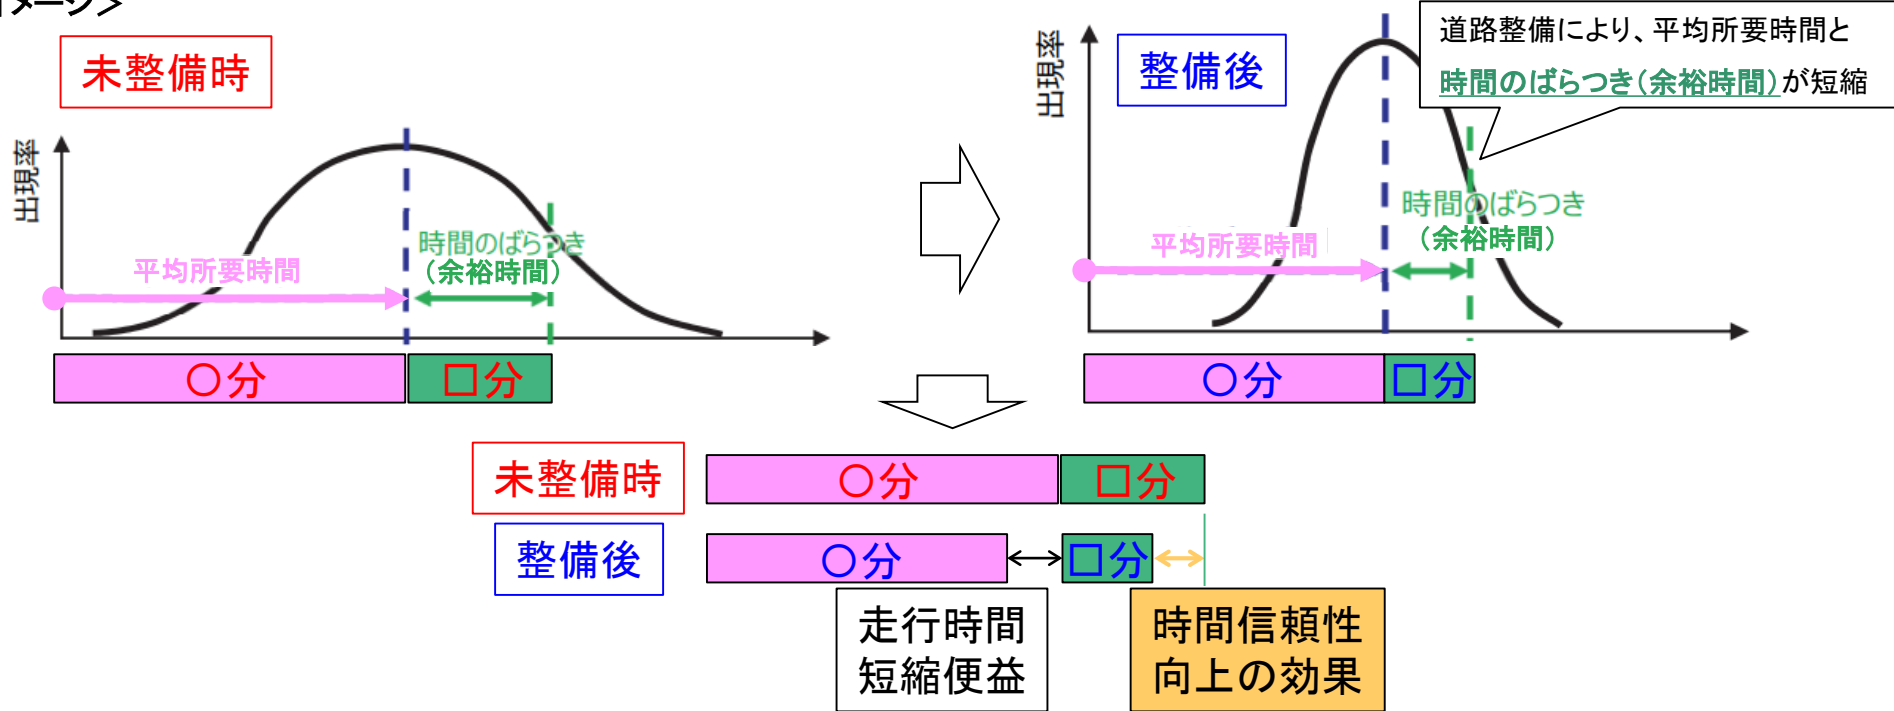 イメージ>
未整備時
出現率
平均所要時間
時間のばらつき
(余裕時間)
〇分
□分
整備後
出現率
道路整備により、平均所要時間と
時間のばらつき(余裕時間)が短縮
平均所要時間
時間のばらつき
(余裕時間)
〇分
□分
未整備時
〇分
□分
整備後
〇分
□分
走行時間
短縮便益
時間信頼性
向上の効果